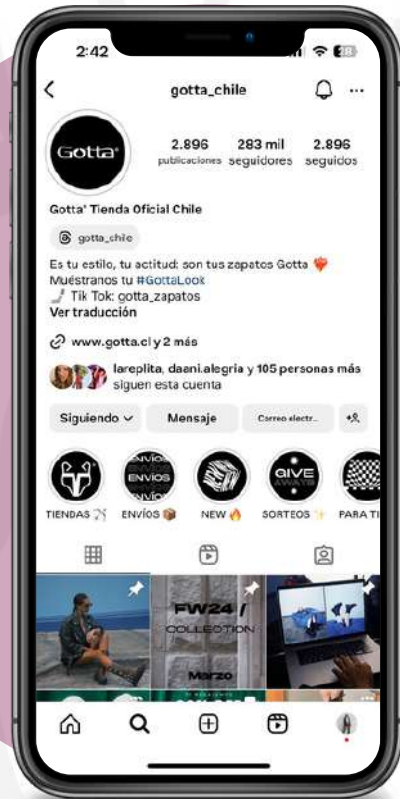 2:42
28
gotta_chile
Gotta®
2.896 283 mil 2.896
publicaciones seguidores seguidos
Gotta® Tienda Oficial Chile
gotta_chile
Es tu estilo, tu actitud: son tus zapatos Gotta
Muéstranos tu #GottaLook
Tik Tok: gotta_zapatos
Ver traducción
www.gotta.cl y 2 más
lareplita, daani.alegria y 105 personas más
siguen esta cuenta
Siguiendo Mensaje Correo electr...
ENVÍOS
ENVÍOS
ENVÍOS
GIVE
AWAYS
TIENDAS ENVÍOS NEW SORTEOS PARA TI
FW24 /
COLLECTION
Marzo